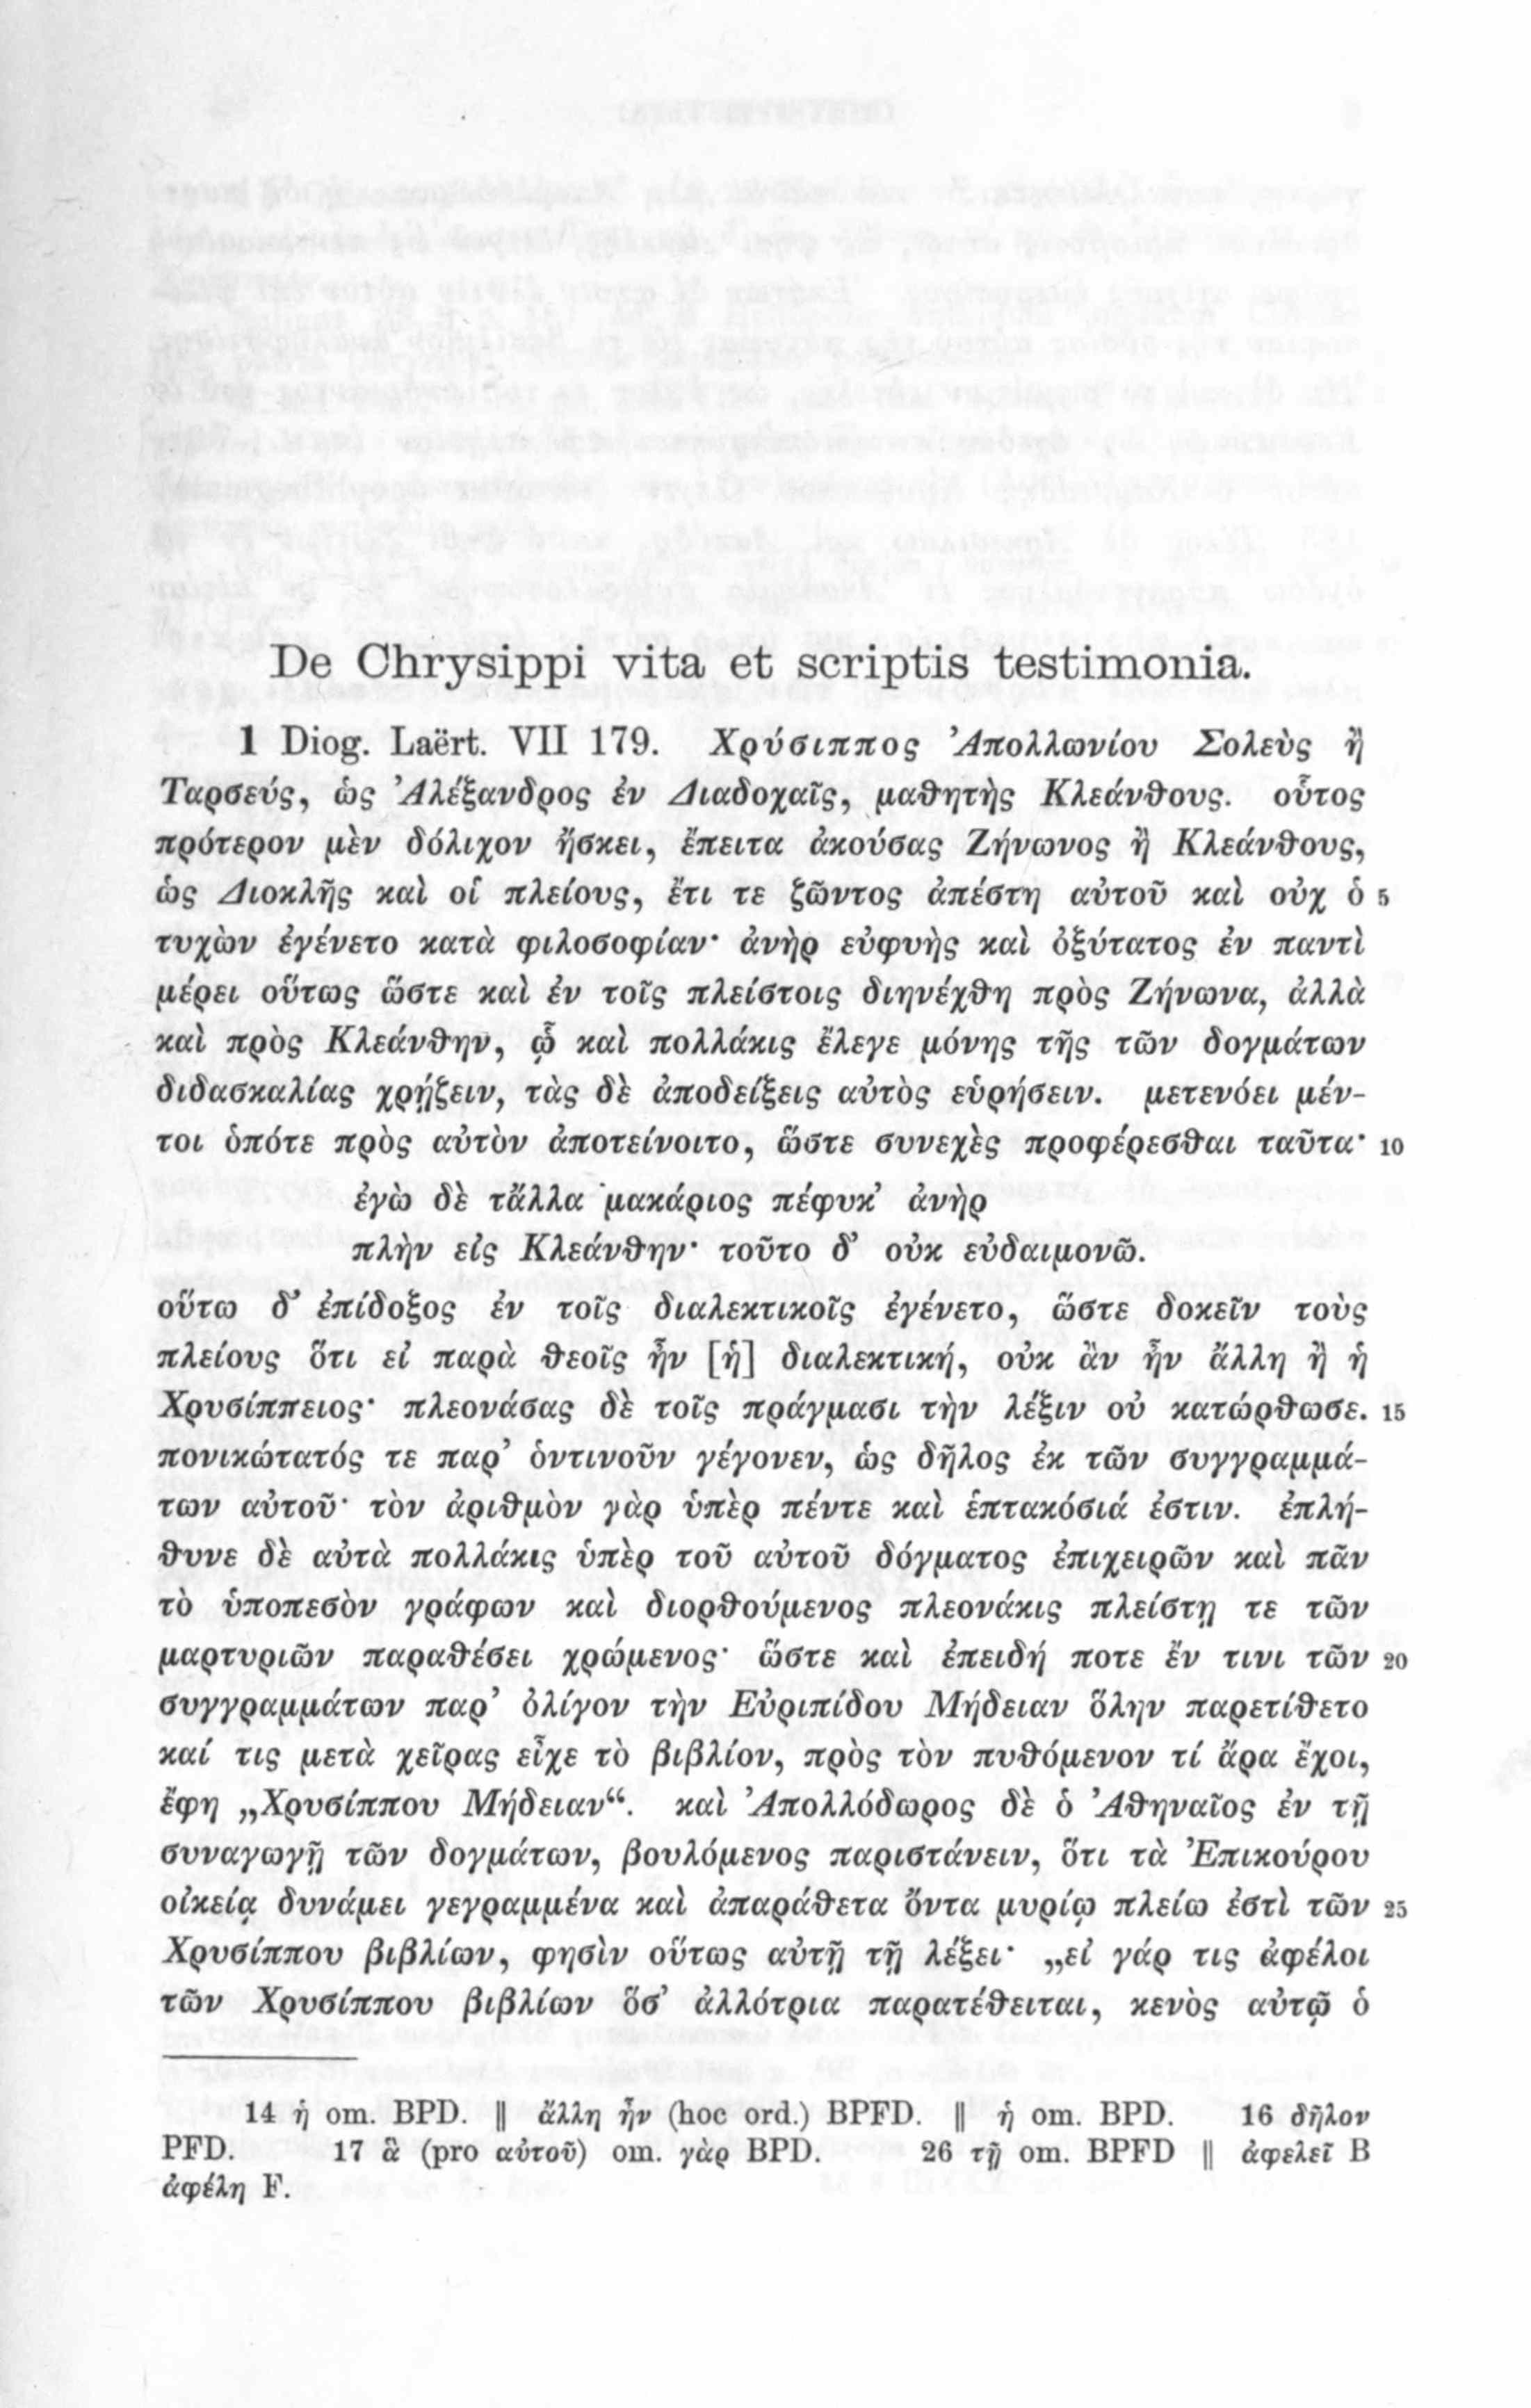 De Chrysippi vita et scriptis testimonia.
1 Diog. Laërt. VII 179. Χρύσιππος Ἀπολλωνίου Σολεὺς ἢ
Ταρσεύς, ὡς Ἀλέξανδρος ἐν Διαδοχαῖς, μαθητὴς Κλεάνθους. οὗτος
πρότερον μὲν δόλιχον ἤσκει, ἔπειτα ἀκούσας Ζήνωνος ἢ Κλεάνθους,
ὡς Διοκλῆς καὶ οἱ πλείους, ἔτι τε ζῶντος ἀπέστη αὐτοῦ καὶ οὐχ ὁ 5
τυχὼν ἐγένετο κατὰ φιλοσοφίαν· ἀνὴρ εὐφυὴς καὶ ὀξύτατος ἐν παντὶ
μέρει οὕτως ὥστε καὶ ἐν τοῖς πλείστοις διηνέχθη πρὸς Ζήνωνα, ἀλλὰ
καὶ πρὸς Κλεάνθην, ᾧ καὶ πολλάκις ἔλεγε μόνης τῆς τῶν δογμάτων
διδασκαλίας χρῄζειν, τὰς δὲ ἀποδείξεις αὐτὸς εὑρήσειν. μετενόει μέν-
τοι ὁπότε πρὸς αὐτὸν ἀποτείνοιτο, ὥστε συνεχὲς προφέρεσθαι ταῦτα· 10
ἐγὼ δὲ τἄλλα μακάριος πέφυκ’ ἀνὴρ
πλὴν εἰς Κλεάνθην· τοῦτο δ’ οὐκ εὐδαιμονῶ.
οὕτω δ’ ἐπίδοξος ἐν τοῖς διαλεκτικοῖς ἐγένετο, ὥστε δοκεῖν τοὺς
πλείους ὅτι εἰ παρὰ θεοῖς ἦν [ἡ] διαλεκτική, οὐκ ἂν ἦν ἄλλη ἢ ἡ
Χρυσίππειος· πλεονάσας δὲ τοῖς πράγμασι τὴν λέξιν οὐ κατώρθωσε. 15
πονικώτατός τε παρ’ ὁντινοῦν γέγονεν, ὡς δῆλος ἐκ τῶν συγγραμμά-
των αὐτοῦ· τὸν ἀριθμὸν γὰρ ὑπὲρ πέντε καὶ ἑπτακόσιά ἐστιν. ἐπλή-
θυνε δὲ αὐτὰ πολλάκις ὑπὲρ τοῦ αὐτοῦ δόγματος ἐπιχειρῶν καὶ πᾶν
τὸ ὑποπεσὸν γράφων καὶ διορθούμενος πλεονάκις πλείστῃ τε τῶν
μαρτυριῶν παραθέσει χρώμενος· ὥστε καὶ ἐπειδή ποτε ἔν τινι τῶν 20
συγγραμμάτων παρ’ ὀλίγον τὴν Εὐριπίδου Μήδειαν ὅλην παρετίθετο
καί τις μετὰ χεῖρας εἶχε τὸ βιβλίον, πρὸς τὸν πυθόμενον τί ἄρα ἔχοι,
ἔφη „Χρυσίππου Μήδειαν“. καὶ Ἀπολλόδωρος δὲ ὁ Ἀθηναῖος ἐν τῇ
συναγωγῇ τῶν δογμάτων, βουλόμενος παριστάνειν, ὅτι τὰ Ἐπικούρου
οἰκείᾳ δυνάμει γεγραμμένα καὶ ἀπαράθετα ὄντα μυρίῳ πλείω ἐστὶ τῶν 25
Χρυσίππου βιβλίων, φησὶν οὕτως αὐτῇ τῇ λέξει· „εἰ γάρ τις ἀφέλοι
τῶν Χρυσίππου βιβλίων ὅσ’ ἀλλότρια παρατέθειται, κενὸς αὐτῷ ὁ
14 ἡ om. BPD. || ἄλλη ἦν (hoc ord.) BPFD. || ἡ om. BPD. 16 δῆλον
PFD. 17 ἃ (pro αὐτοῦ) om. γὰρ BPD. 26 τῇ om. BPFD || ἀφελεῖ B
ἀφέλῃ F.